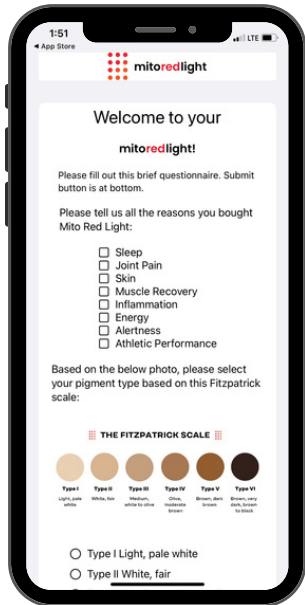 1:51
LTE
App Store
mitoredlight
Welcome to your
mitoredlight!
Please fill out this brief questionnaire. Submit
button is at bottom.
Please tell us all the reasons you bought
Mito Red Light:
Sleep
Joint Pain
Skin
Muscle Recovery
Inflammation
Energy
Alertness
Athletic Performance
Based on the below photo, please select
your pigment type based on this Fitzpatrick
scale:
THE FITZPATRICK SCALE
Type I Type II Type III Type IV Type V Type VI
Light, pale white
White, fair
Medium, white to olive
Olive, moderate brown
Brown, dark brown
Brown, very dark, brown to black
Type I Light, pale white
Type II White, fair